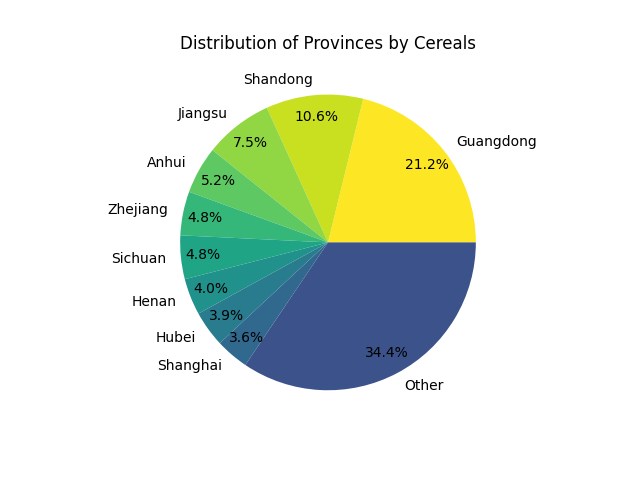 Distribution of Provinces by Cereals
Shandong
10.6%
Jiangsu
7.5%
Guangdong
21.2%
Anhui
5.2%
Zhejiang
4.8%
Sichuan
4.8%
Henan
4.0%
Hubei
3.9%
Shanghai
3.6%
Other
34.4%